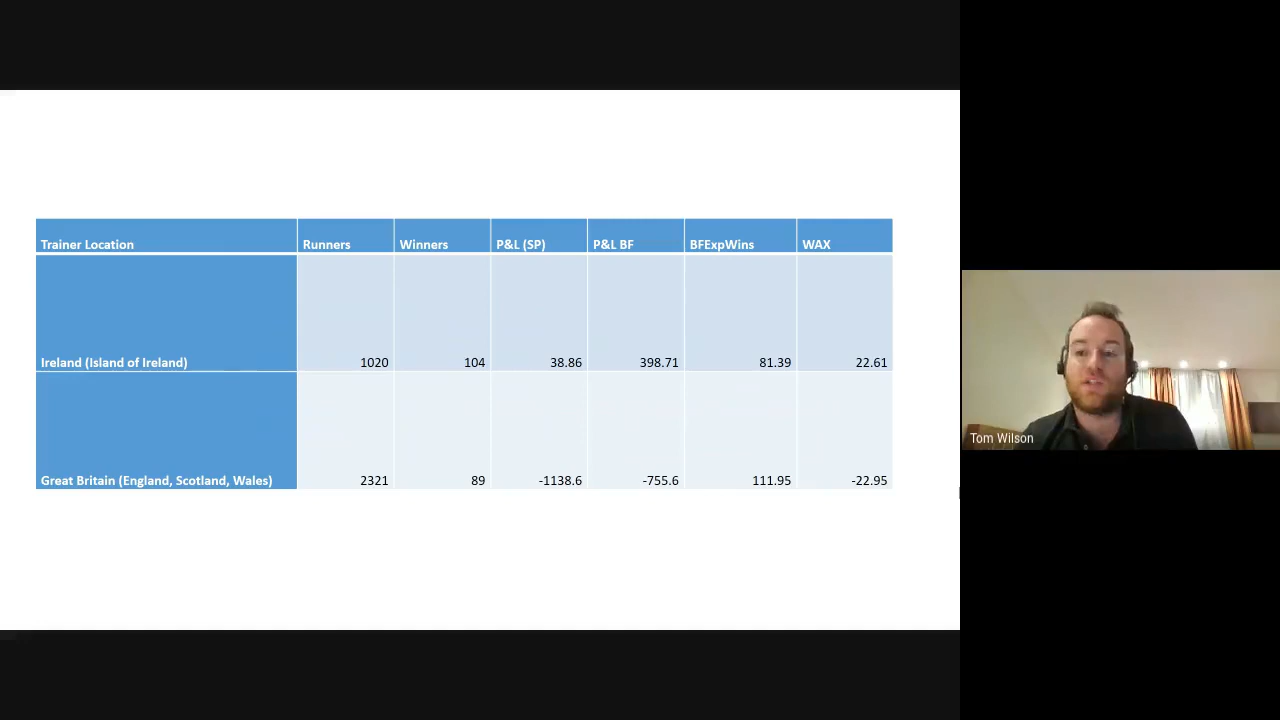 Trainer Location Runners Winners P&L (SP) P&L BF BFExpWins WAX
Ireland (Island of Ireland) 1020 104 38.86 398.71 81.39 22.61
Great Britain (England, Scotland, Wales) 2321 89 -1138.6 -755.6 111.95 -22.95
Tom Wilson